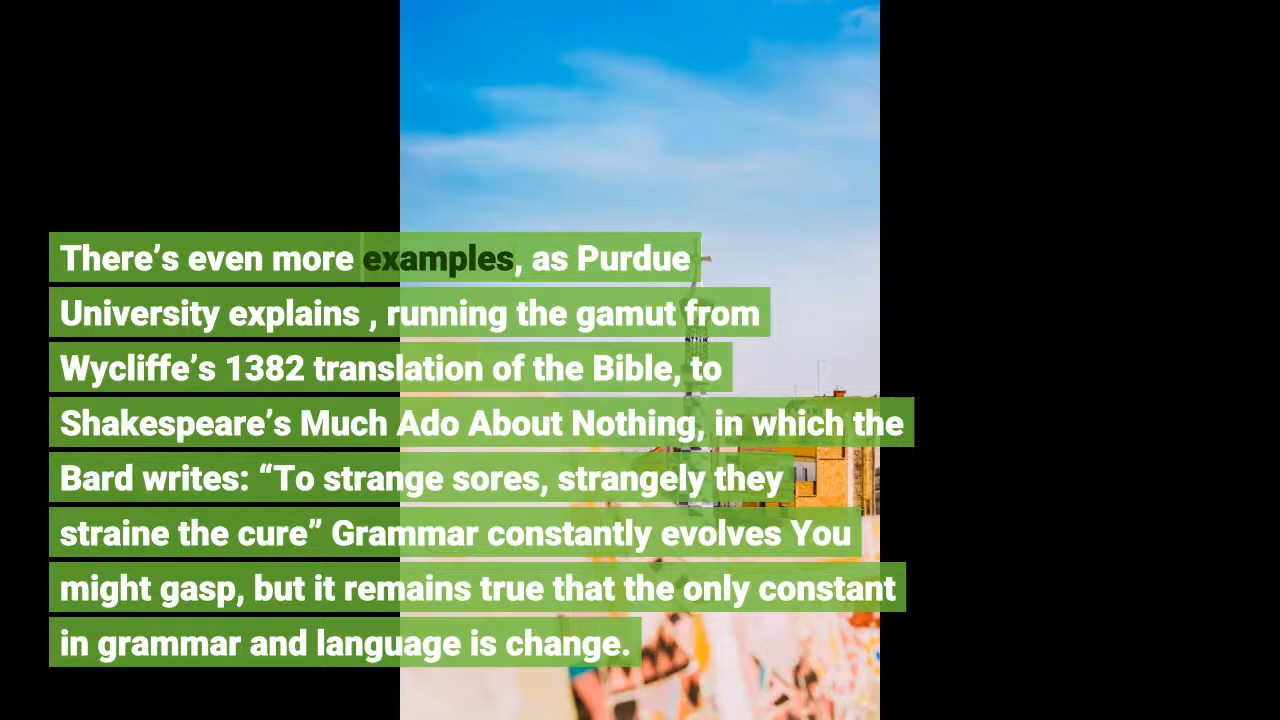 There’s even more examples, as Purdue
University explains , running the gamut from
Wycliffe’s 1382 translation of the Bible, to
Shakespeare’s Much Ado About Nothing, in which the
Bard writes: “To strange sores, strangely they
straine the cure” Grammar constantly evolves You
might gasp, but it remains true that the only constant
in grammar and language is change.